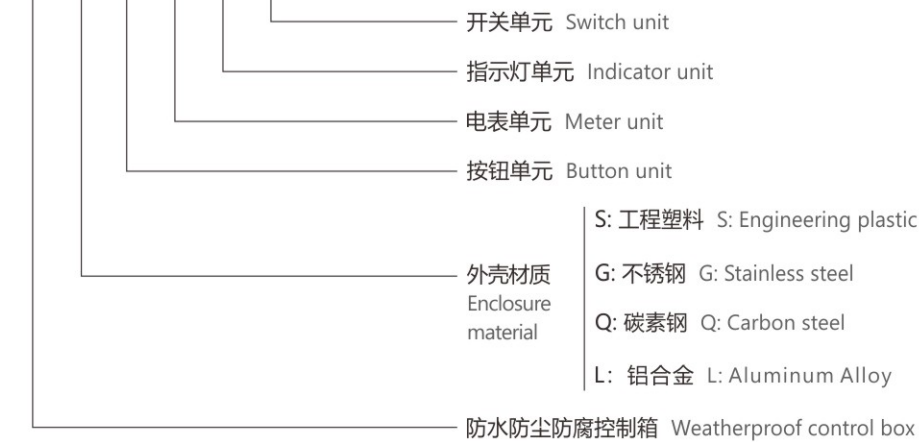 开关单元 Switch unit
指示灯单元 Indicator unit
电表单元 Meter unit
按钮单元 Button unit
S: 工程塑料 S: Engineering plastic
外壳材质
Enclosure
material
G: 不锈钢 G: Stainless steel
Q: 碳素钢 Q: Carbon steel
L: 铝合金 L: Aluminum Alloy
防水防尘防腐控制箱 Weatherproof control box